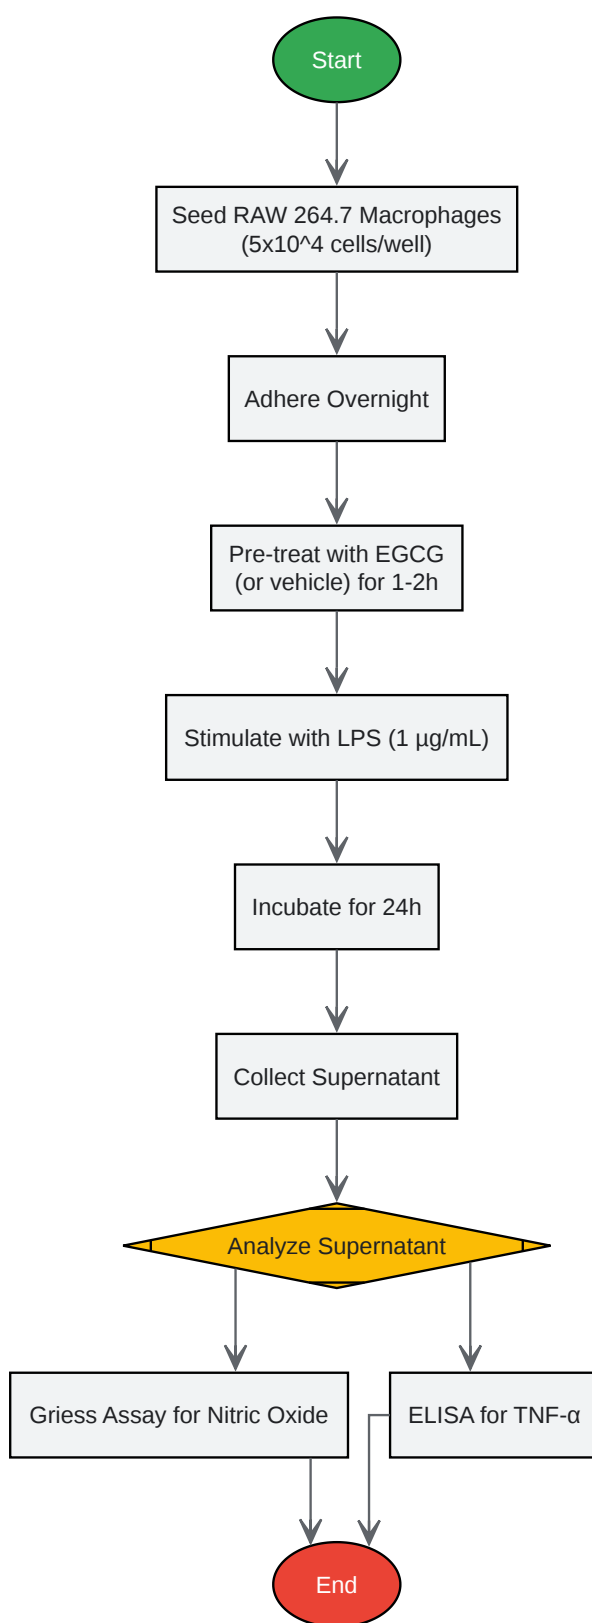 Start
Seed RAW 264.7 Macrophages
(5x10^4 cells/well)
Adhere Overnight
Pre-treat with EGCG
(or vehicle) for 1-2h
Stimulate with LPS (1 µg/mL)
Incubate for 24h
Collect Supernatant
Analyze Supernatant
Griess Assay for Nitric Oxide
ELISA for TNF-α
End